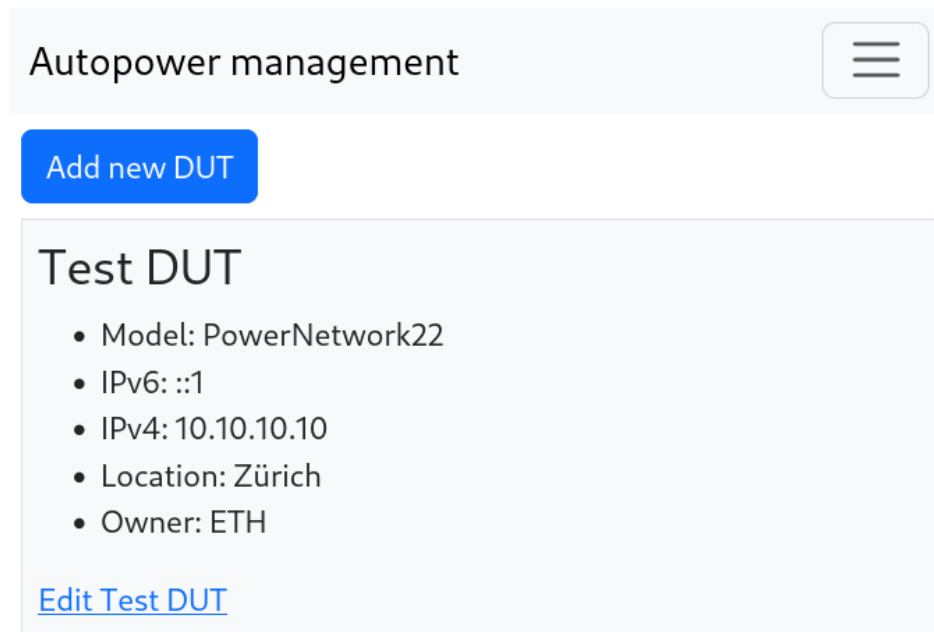 Autopower management
Add new DUT
Test DUT
• Model: PowerNetwork22
• IPv6: ::1
• IPv4: 10.10.10.10
• Location: Zürich
• Owner: ETH
Edit Test DUT